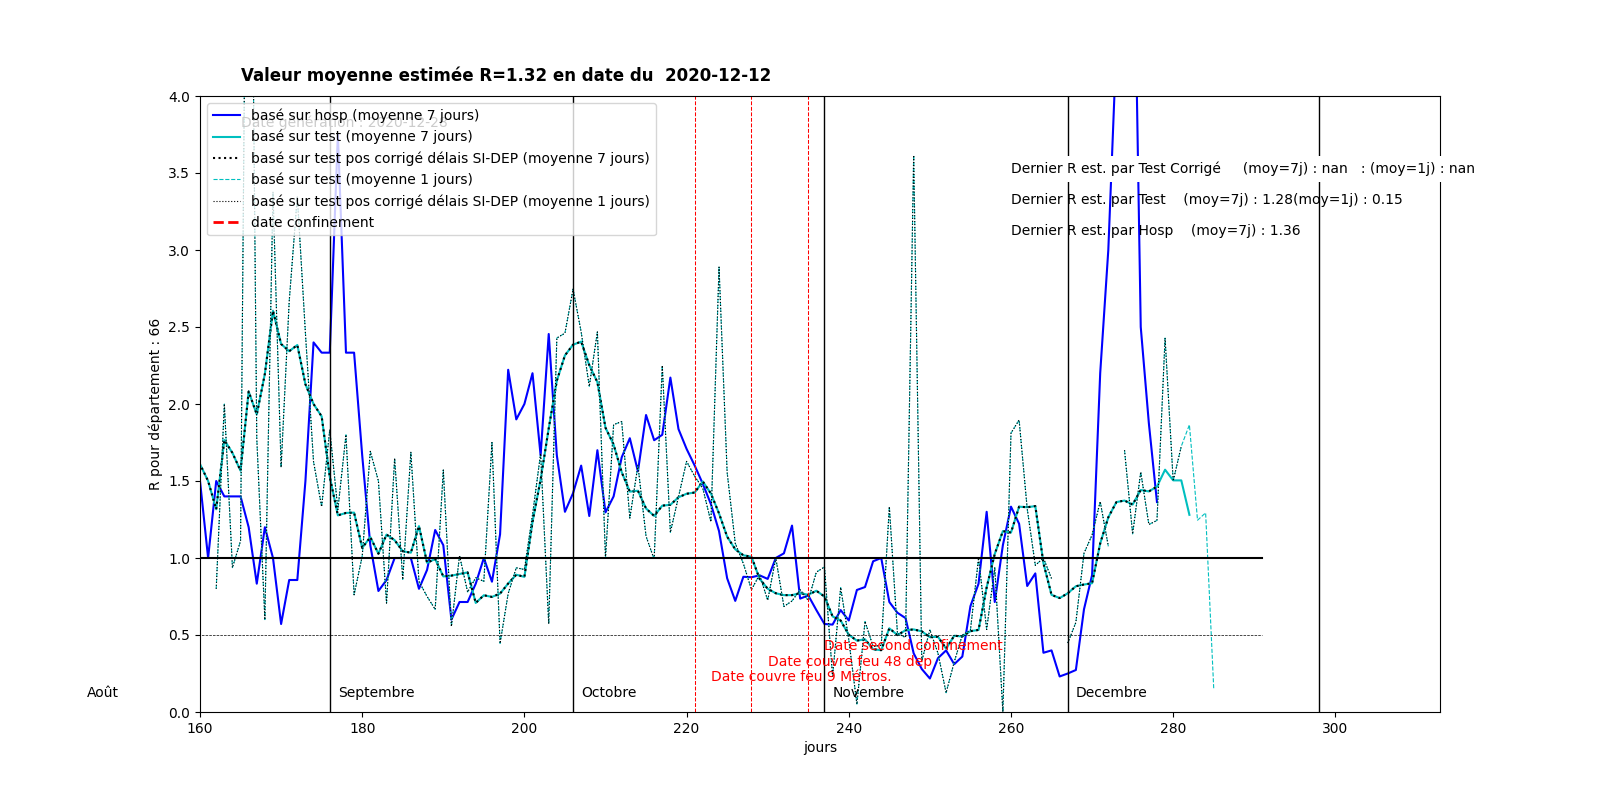 Valeur moyenne estimée R=1.32 en date du 2020-12-12
4.0
3.5
3.0
2.5
2.0
1.5
1.0
0.5
0.0
R pour département : 66
basé sur hosp (moyenne 7 jours)
Date génération : 2020-12-23
basé sur test (moyenne 7 jours)
basé sur test pos corrigé délais SI-DEP (moyenne 7 jours)
basé sur test (moyenne 1 jours)
basé sur test pos corrigé délais SI-DEP (moyenne 1 jours)
date confinement
Dernier R est. par Test Corrigé (moy=7j) : nan : (moy=1j) : nan
Dernier R est. par Test (moy=7j) : 1.28(moy=1j) : 0.15
Dernier R est. par Hosp (moy=7j) : 1.36
Date second confinement
Date couvre feu 48 dep
Date couvre feu 9 Métros.
Août Septembre Octobre Novembre Decembre
160 180 200 220 240 260 280 300
jours